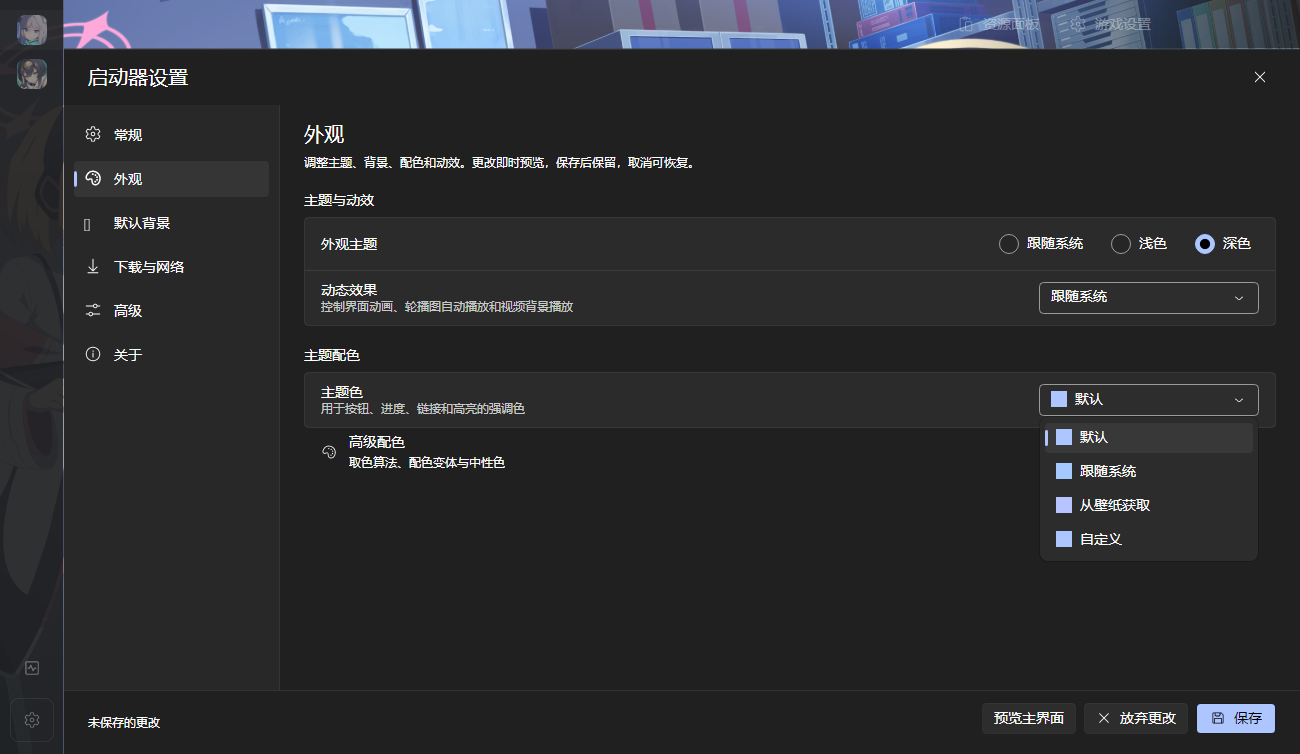 资源面板
游戏设置
启动器设置
常规
外观
默认背景
下载与网络
高级
关于
外观
调整主题、背景、配色和动效。更改即时预览，保存后保留，取消可恢复。
主题与动效
外观主题
跟随系统
浅色
深色
动态效果
控制界面动画、轮播图自动播放和视频背景播放
跟随系统
主题配色
主题色
用于按钮、进度、链接和高亮的强调色
默认
默认
跟随系统
从壁纸获取
自定义
高级配色
取色算法、配色变体与中性色
未保存的更改
预览主界面
放弃更改
保存